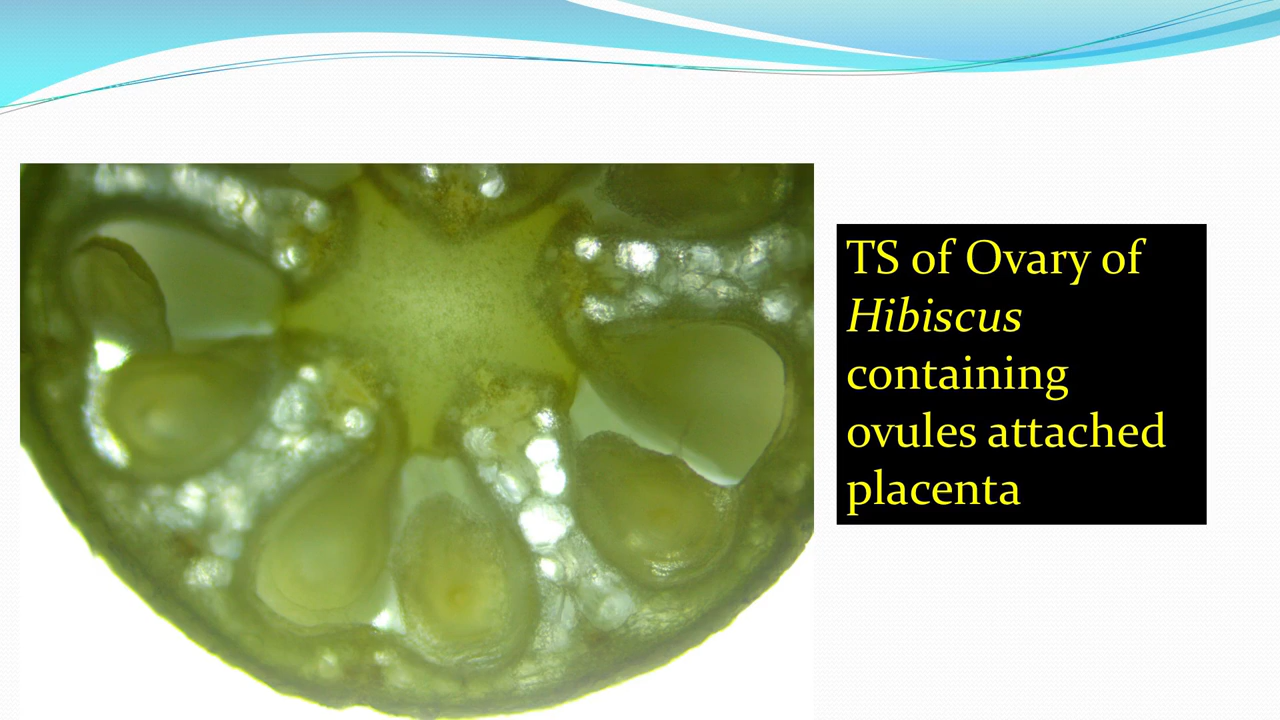 TS of Ovary of
Hibiscus
containing
ovules attached
placenta